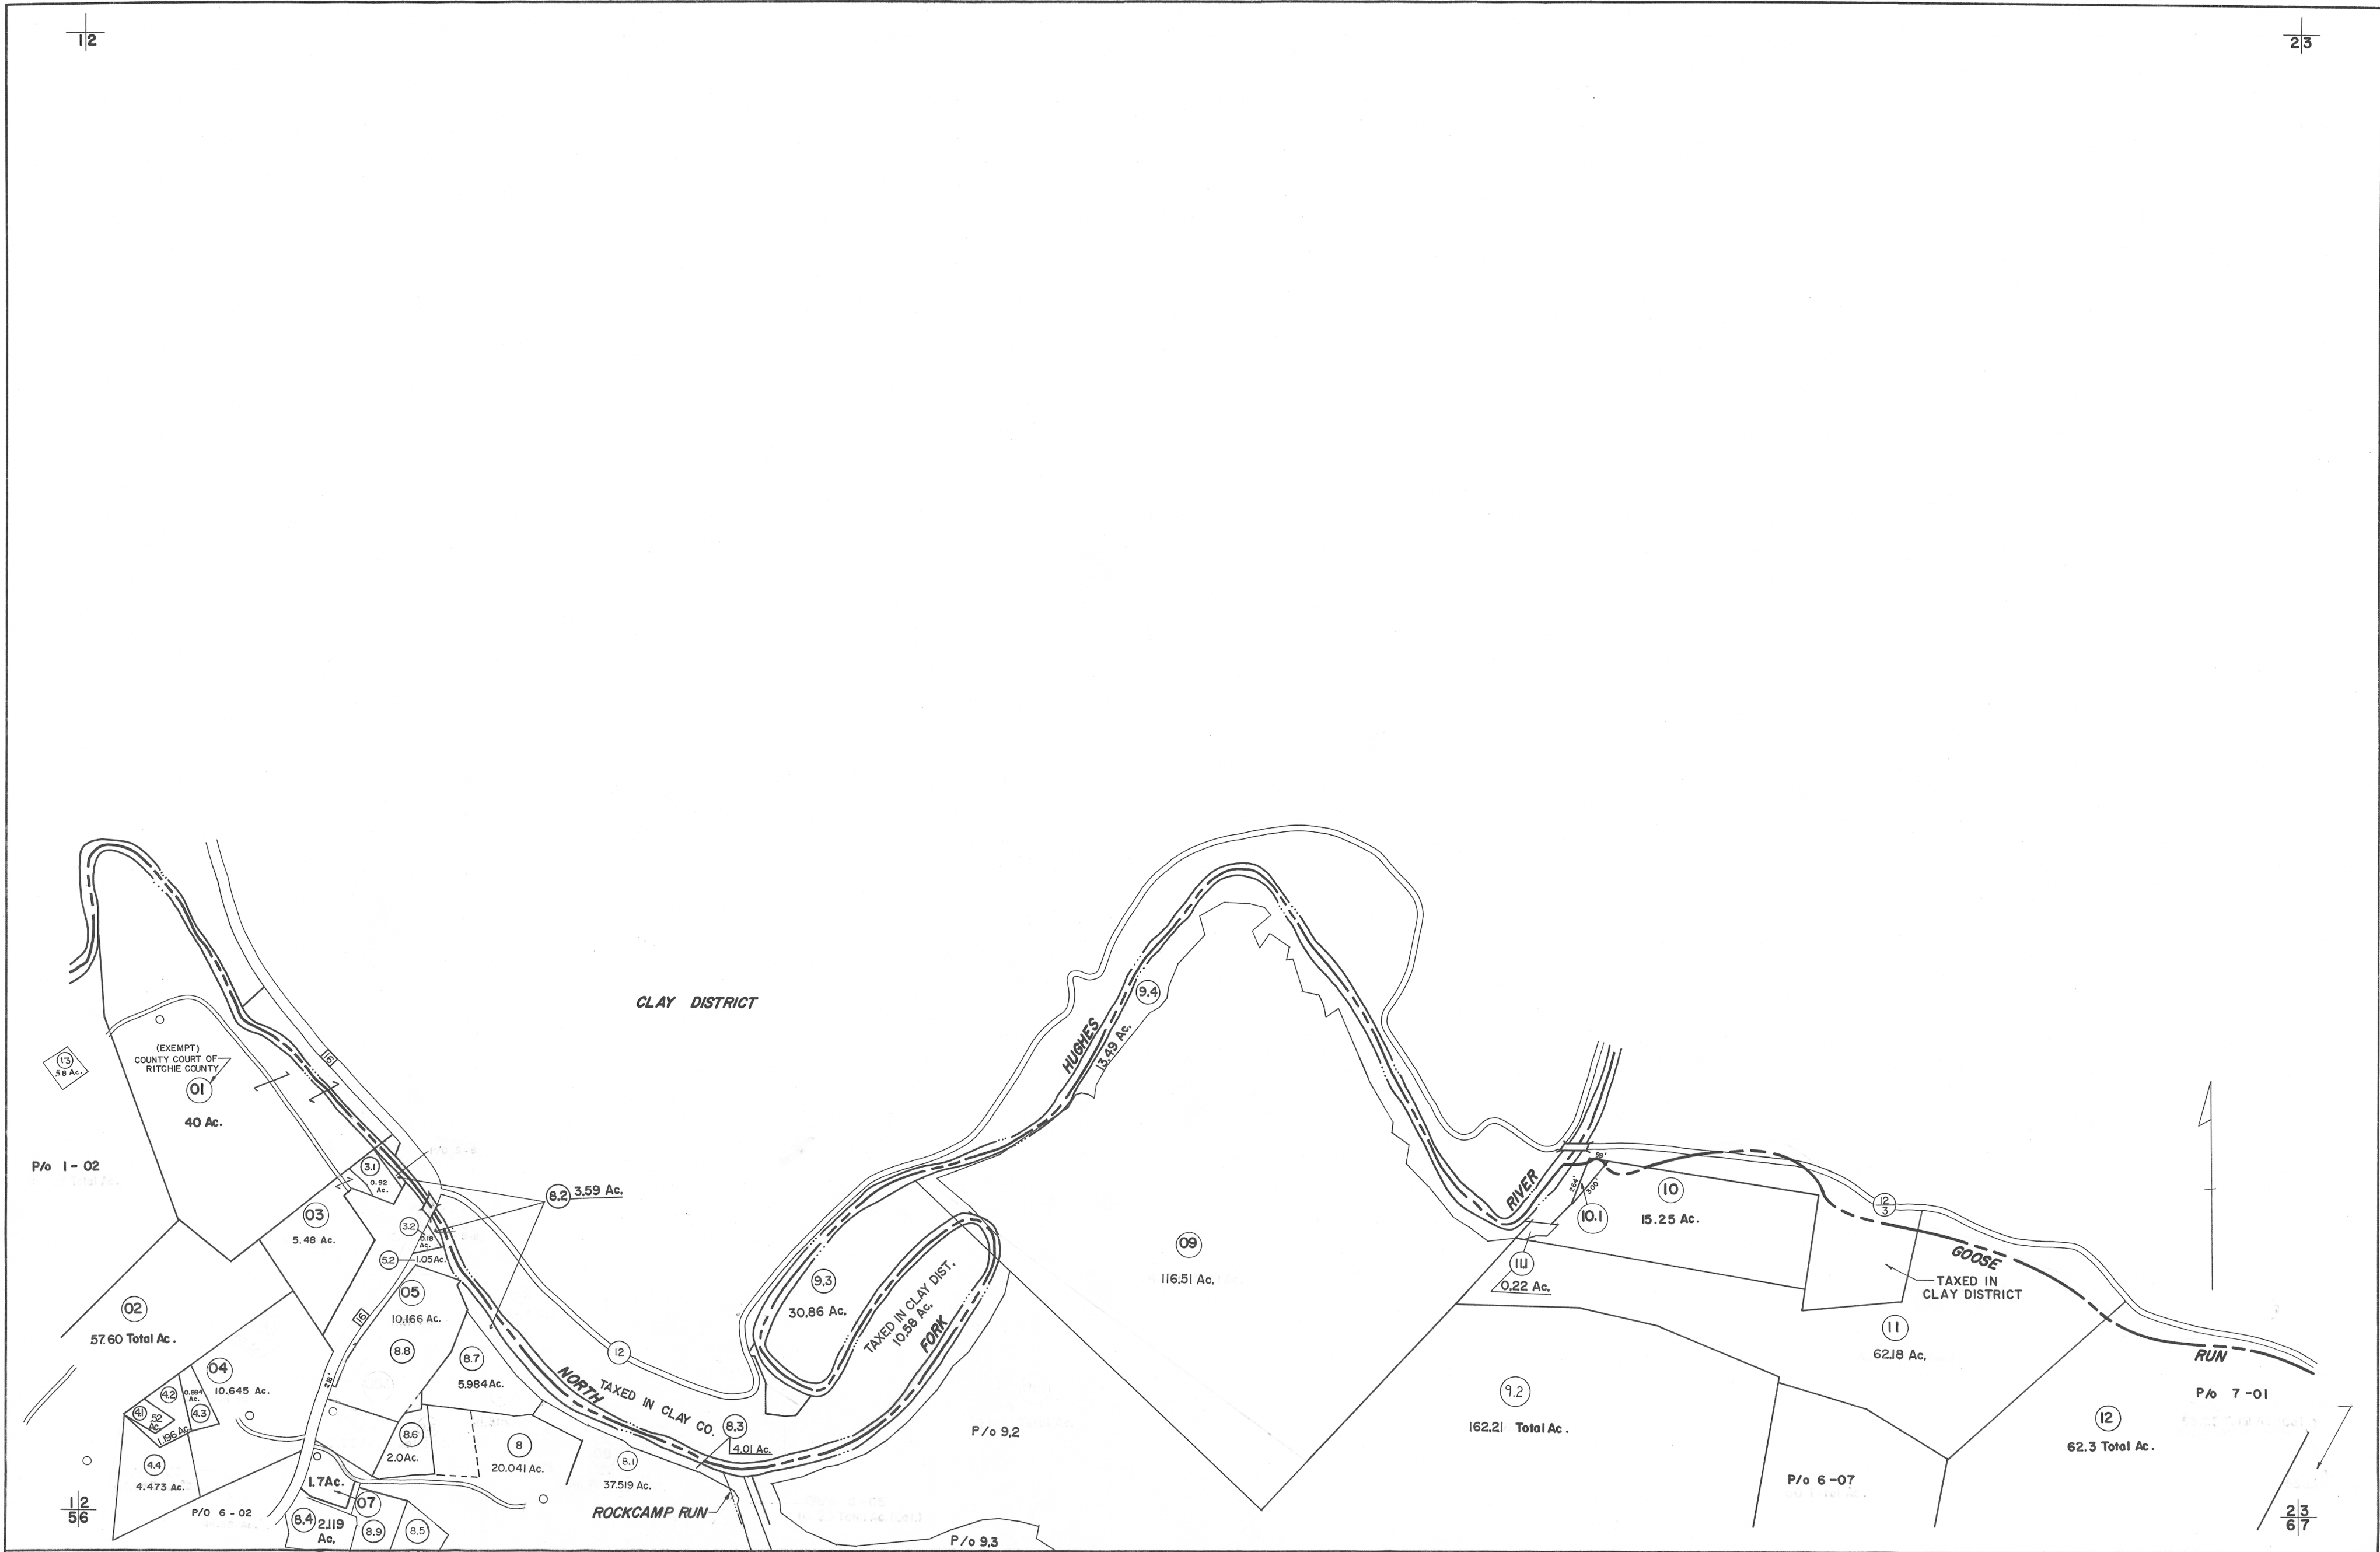 1 2
2 3
CLAY DISTRICT
13
.58 Ac.
(EXEMPT)
COUNTY COURT OF
RITCHIE COUNTY
01
40 Ac.
16
P/o 1-02
3.1
0.92
Ac.
03
5.48 Ac.
8.2 3.59 Ac.
3.2
0.18
Ac.
5.2 1.05 Ac.
02
57.60 Total Ac.
05
10.166 Ac.
16
8.8
8.7
5.984 Ac.
28'
04
10.645 Ac.
4.2
0.884
Ac.
4.3
4.1
.52
Ac.
1.196 Ac.
4.4
4.473 Ac.
P/O 6-02
8.6
2.0 Ac.
8
20.041 Ac.
1.7 Ac.
07
8.4 2.119
Ac.
8.9
8.5
8.1
37.519 Ac.
ROCKCAMP RUN
12
NORTH
TAXED IN CLAY CO.
8.3
4.01 Ac.
9.3
30.86 Ac.
TAXED IN CLAY DIST.
10.58 Ac.
FORK
HUGHES
9.4
13.49 Ac.
09
116.51 Ac.
P/o 9.2
P/o 9.3
RIVER
264'
300'
10.1
10
15.25 Ac.
11.1
0.22 Ac.
12
3
GOOSE
TAXED IN
CLAY DISTRICT
11
62.18 Ac.
RUN
P/o 7-01
9.2
162.21 Total Ac.
P/o 6-07
12
62.3 Total Ac.
1 2
5 6
2 3
6 7